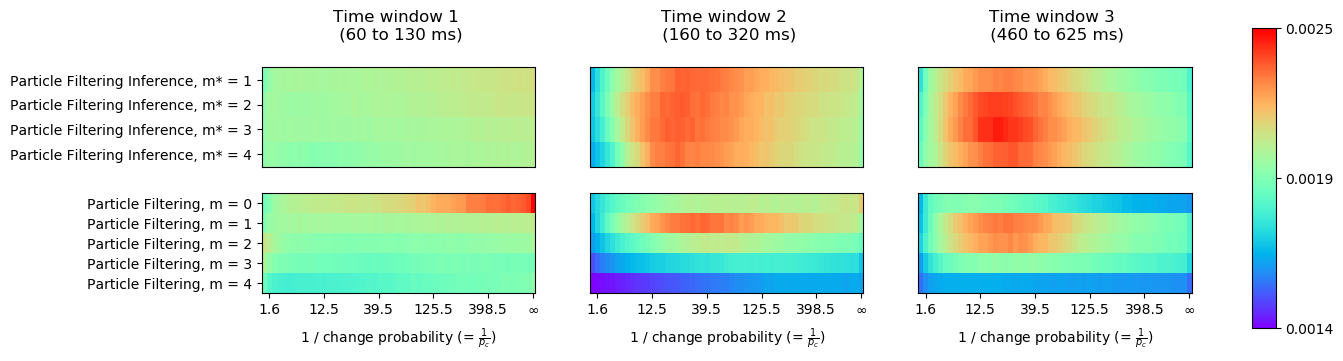 Time window 1
(60 to 130 ms)
Time window 2
(160 to 320 ms)
Time window 3
(460 to 625 ms)
Particle Filtering Inference, m* = 1
Particle Filtering Inference, m* = 2
Particle Filtering Inference, m* = 3
Particle Filtering Inference, m* = 4
Particle Filtering, m = 0
Particle Filtering, m = 1
Particle Filtering, m = 2
Particle Filtering, m = 3
Particle Filtering, m = 4
1.6 12.5 39.5 125.5 398.5 ∞
1.6 12.5 39.5 125.5 398.5 ∞
1.6 12.5 39.5 125.5 398.5 ∞
1 / change probability (= 1/p_c)
1 / change probability (= 1/p_c)
1 / change probability (= 1/p_c)
0.0025
0.0019
0.0014